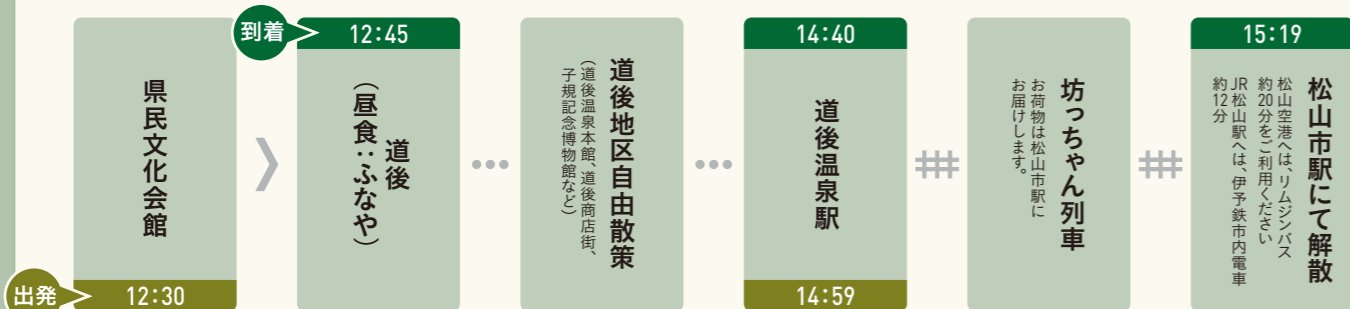 県民文化会館
出発
12:30
到着
12:45
道後
（昼食：ふなや）
道後地区自由散策
（道後温泉本館、道後商店街、
子規記念博物館など）
14:40
道後温泉駅
14:59
坊っちゃん列車
お荷物は松山市駅に
お届けします。
15:19
松山市駅にて解散
松山空港へは、リムジンバス
約20分をご利用ください
JR松山駅へは、伊予鉄市内電車
約12分